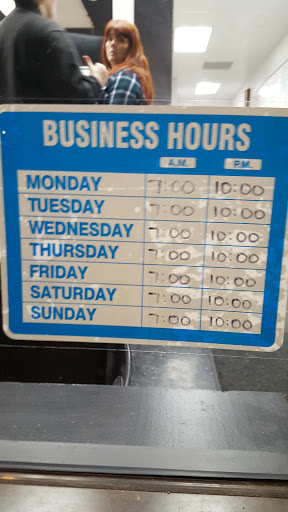 BUSINESS HOURS
A.M. P.M.
MONDAY 7:00 10:00
TUESDAY 7:00 10:00
WEDNESDAY 7:00 10:00
THURSDAY 7:00 10:00
FRIDAY 7:00 10:00
SATURDAY 7:00 10:00
SUNDAY 7:00 10:00